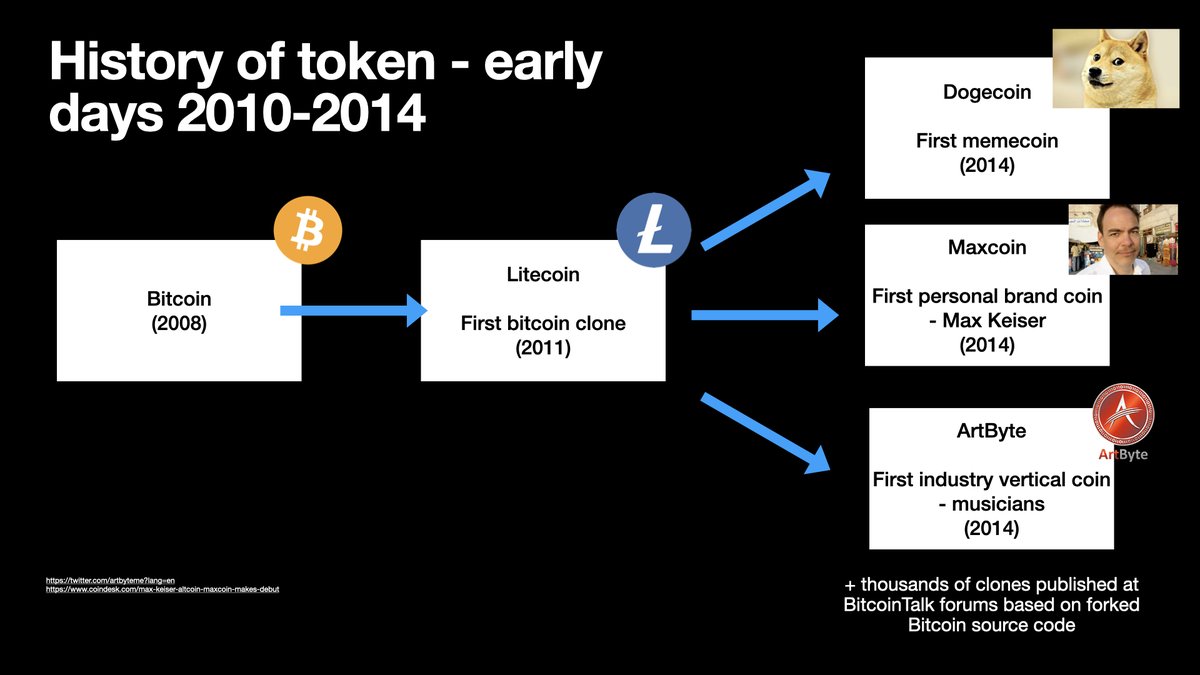 History of token - early
days 2010-2014
Bitcoin
(2008)
Litecoin
First bitcoin clone
(2011)
Dogecoin
First memecoin
(2014)
Maxcoin
First personal brand coin
- Max Keiser
(2014)
ArtByte
First industry vertical coin
- musicians
(2014)
ArtByte
+ thousands of clones published at
BitcoinTalk forums based on forked
Bitcoin source code
https://twitter.com/artbyteme?lang=en
https://www.coindesk.com/max-keiser-altcoin-maxcoin-makes-debut